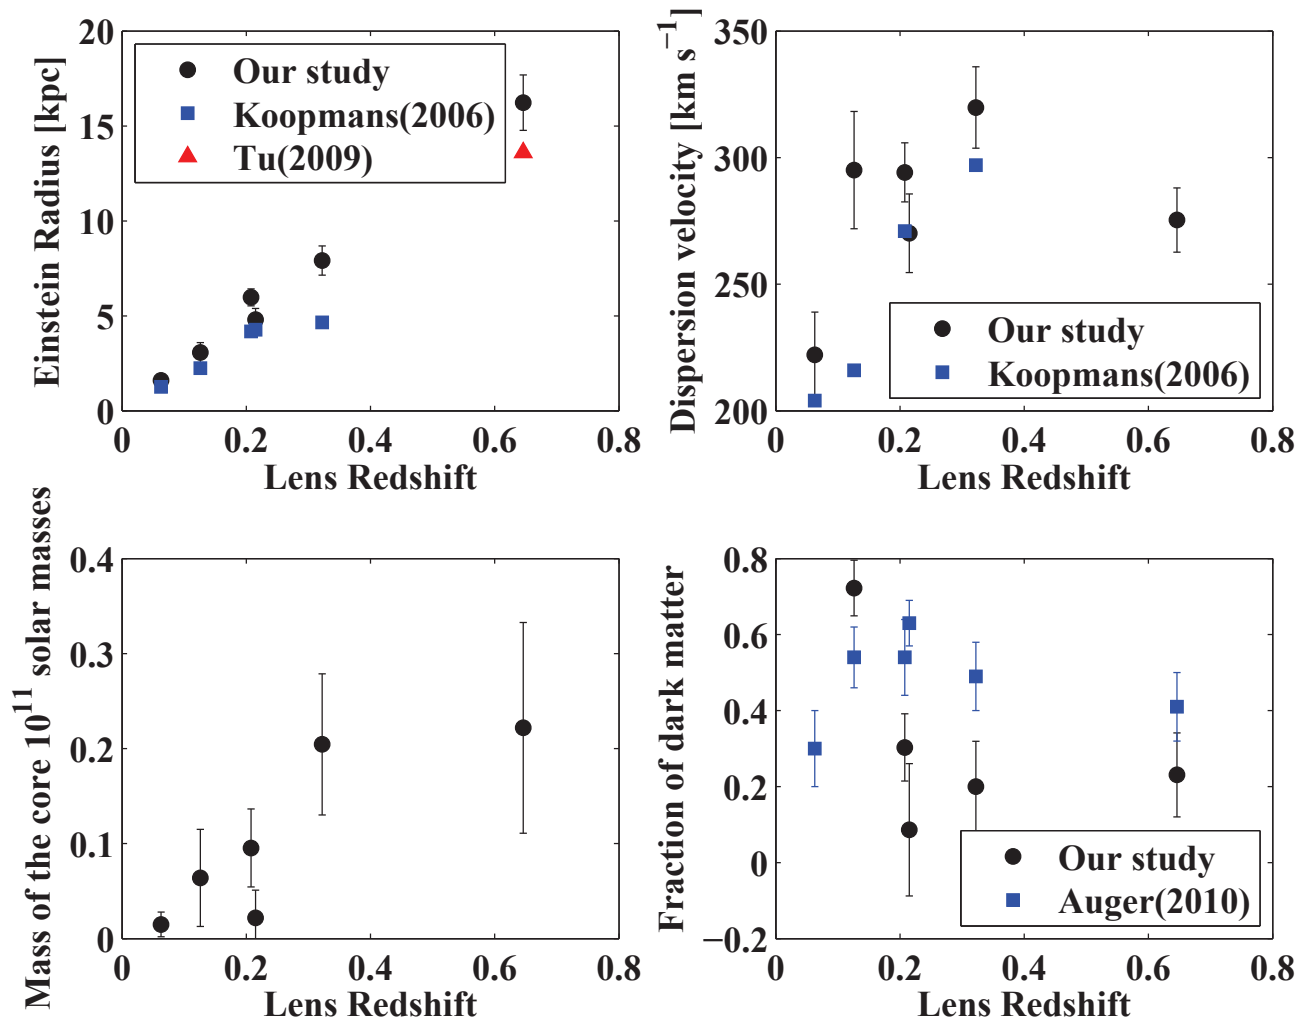 20
15
10
5
0
0
0.2
0.4
0.6
0.8
Einstein Radius [kpc]
Lens Redshift
Our study
Koopmans(2006)
Tu(2009)
350
300
250
200
0
0.2
0.4
0.6
0.8
Dispersion velocity [km s−1]
Lens Redshift
Our study
Koopmans(2006)
0.4
0.3
0.2
0.1
0
0
0.2
0.4
0.6
0.8
Mass of the core 10^11 solar masses
Lens Redshift
0.8
0.6
0.4
0.2
0
−0.2
0
0.2
0.4
0.6
0.8
Fraction of dark matter
Lens Redshift
Our study
Auger(2010)